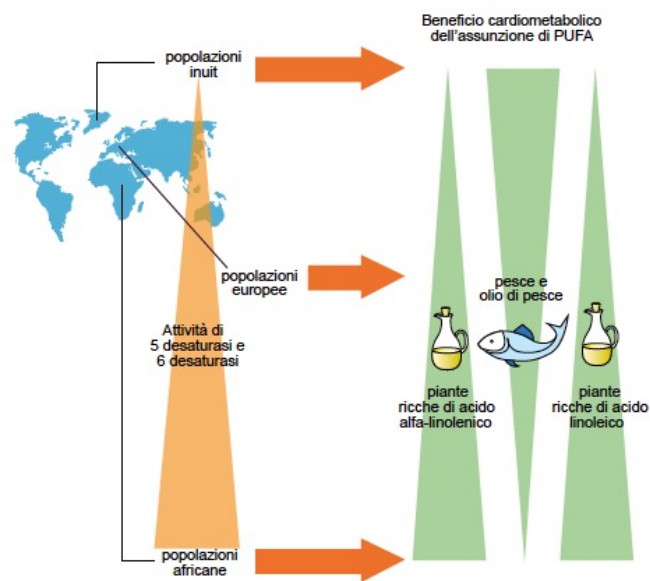 Beneficio cardiometabolico
dell'assunzione di PUFA
popolazioni
inuit
popolazioni
europee
pesce e
olio di pesce
Attività di
5 desaturasi e
6 desaturasi
piante
ricche di acido
alfa-linolenico
piante
ricche di acido
linoleico
popolazioni
africane